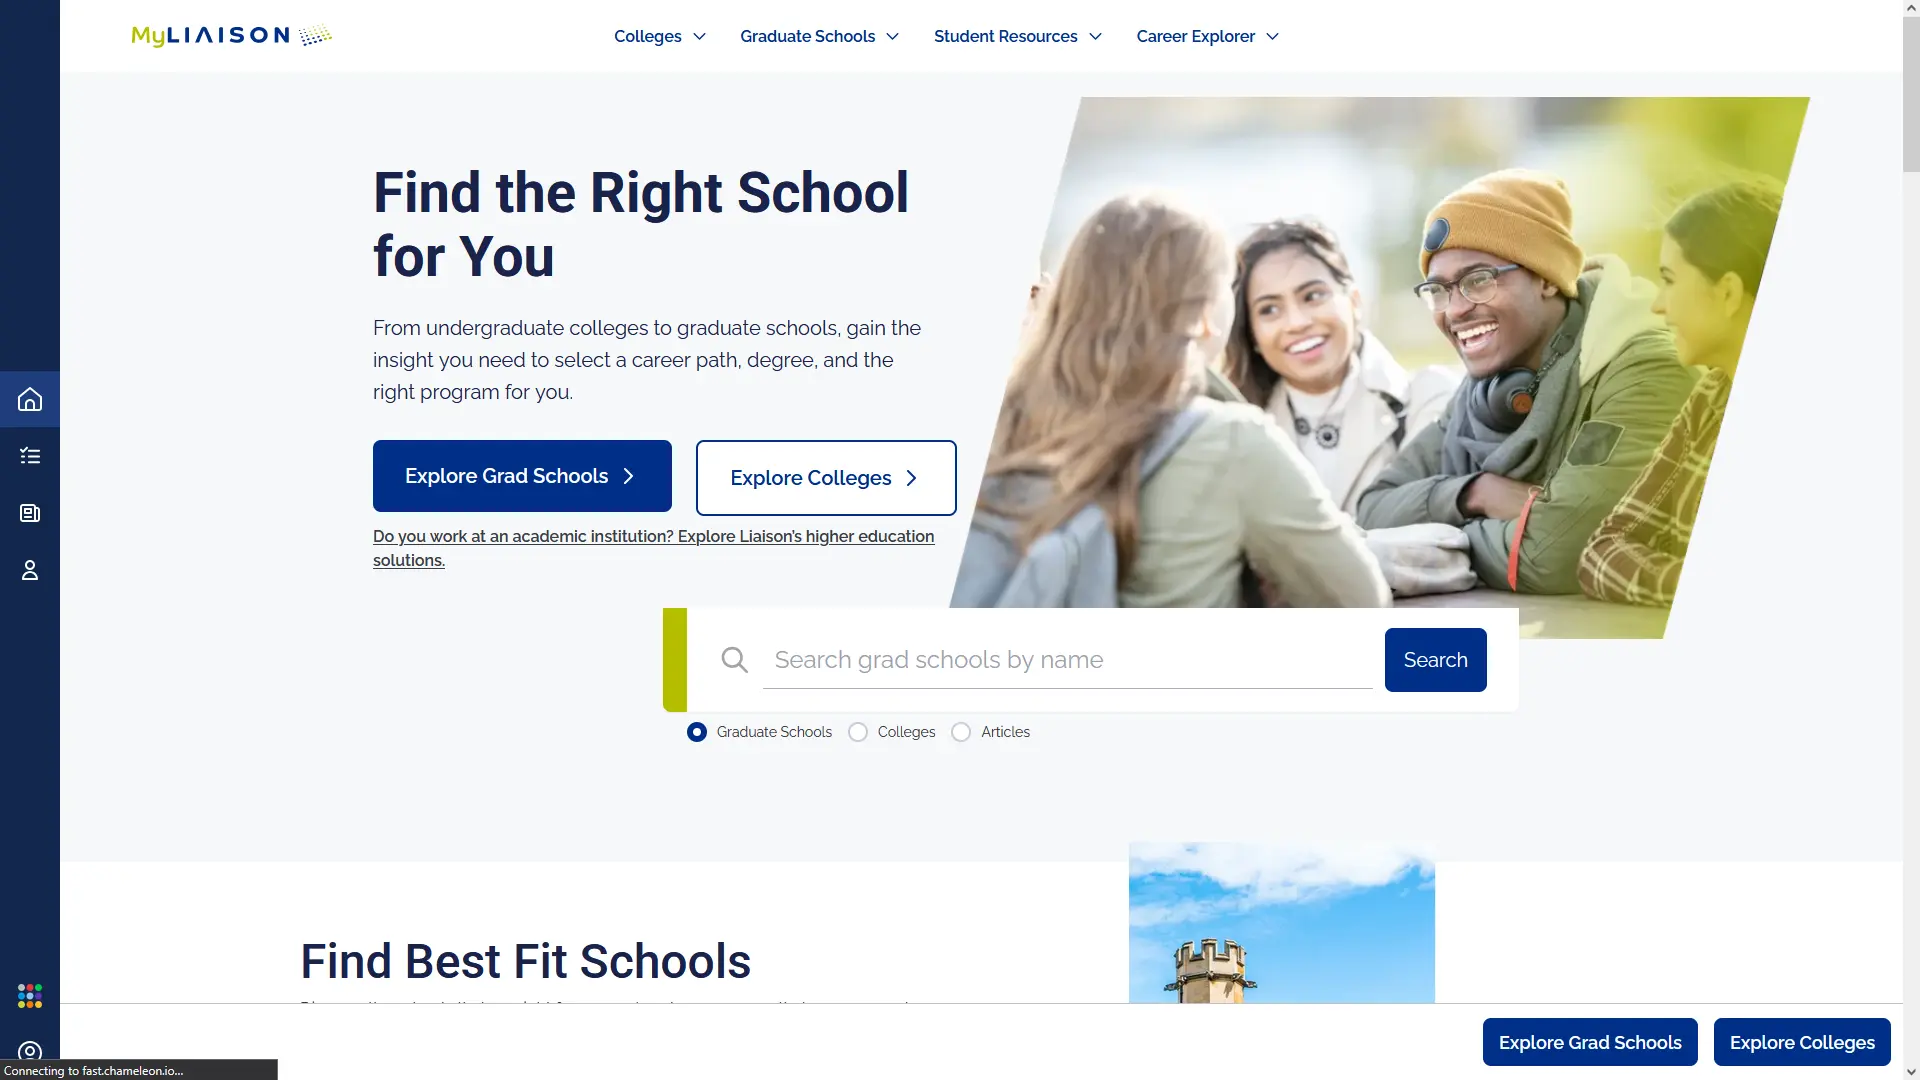 MyLIAISON
Colleges
Graduate Schools
Student Resources
Career Explorer
Find the Right School
for You
From undergraduate colleges to graduate schools, gain the
insight you need to select a career path, degree, and the
right program for you.
Explore Grad Schools
Explore Colleges
Do you work at an academic institution? Explore Liaison's higher education
solutions.
Search grad schools by name
Search
Graduate Schools
Colleges
Articles
Find Best Fit Schools
Explore Grad Schools
Explore Colleges
Connecting to fast.chameleon.io...